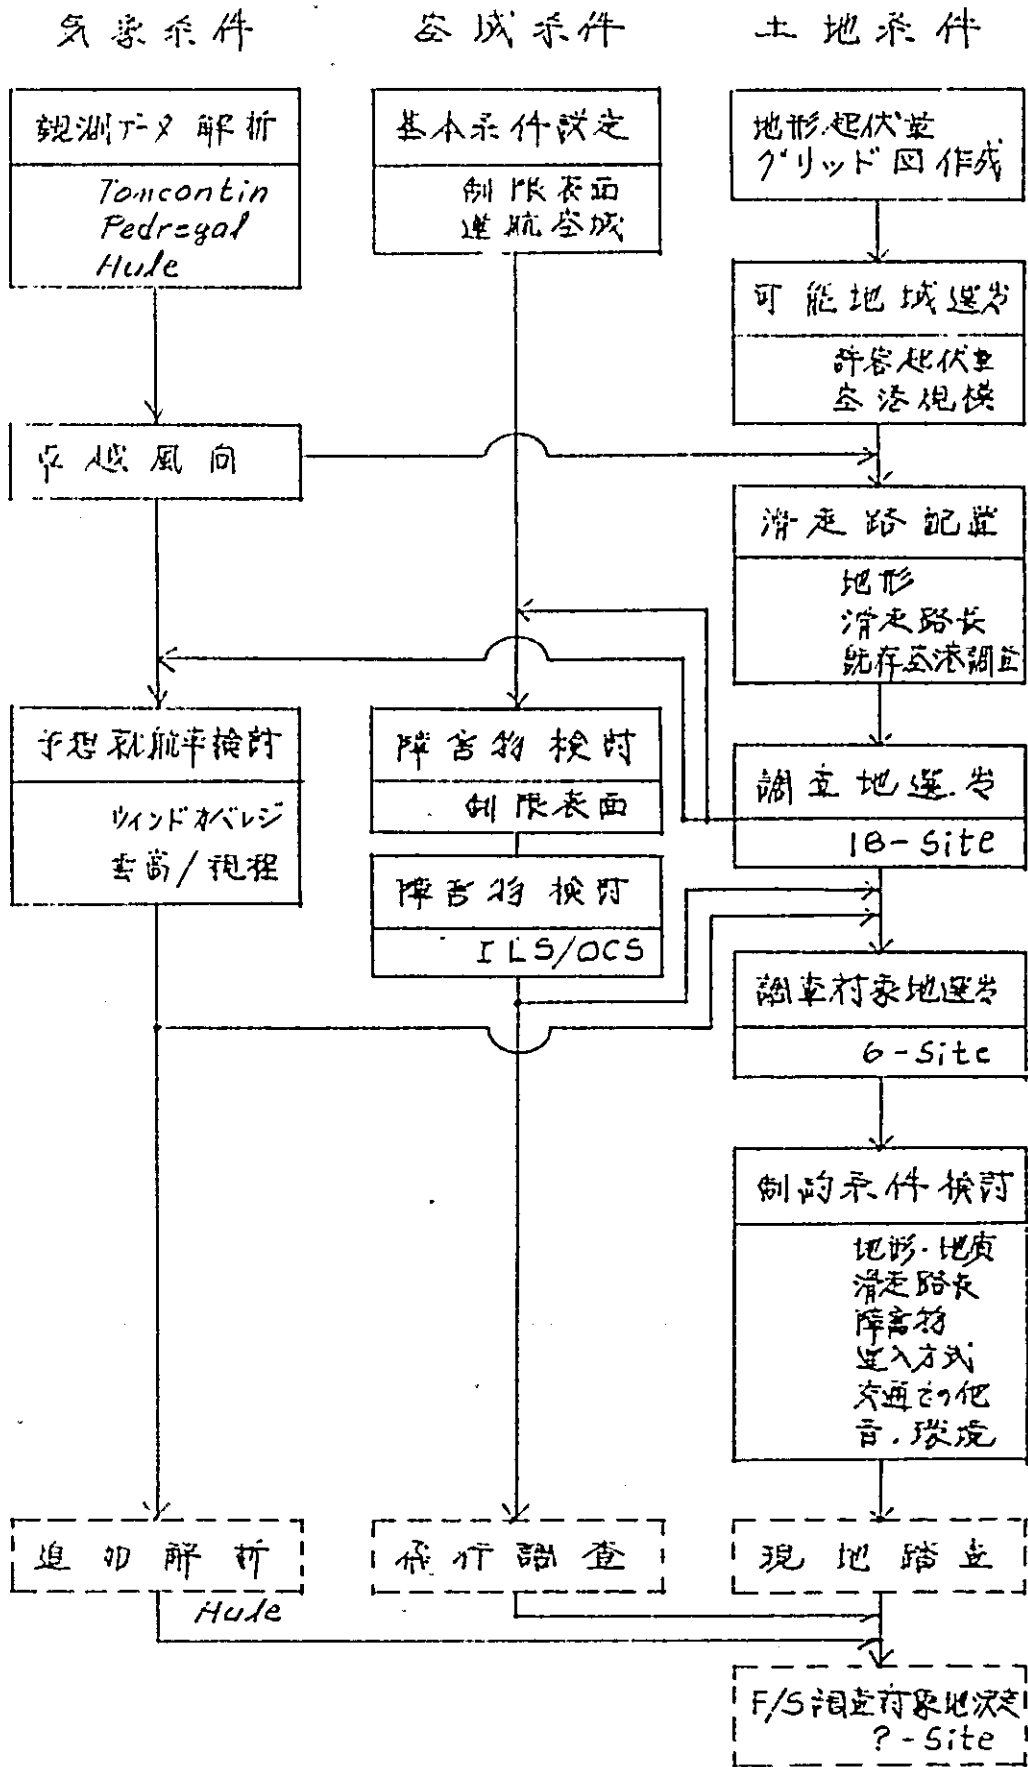 気象条件
空域条件
土地条件
観測データ解析
Toncontin
Pedregal
Hule
卓越風向
予想就航率検討
ウィンドカバレジ
雲高/視程
追加解析
Hule
基本条件設定
制限表面
運航空域
障害物検討
制限表面
障害物検討
ILS/OCS
飛行調査
地形起伏量
グリッド図作成
可能地域選出
許容起伏量
空港規模
滑走路配置
地形
滑走路長
既存空港調査
調査地選出
18-Site
調査対象地選出
6-Site
制約条件検討
地形・地質
滑走路長
障害物
進入方式
交通その他
音・環境
現地踏査
F/S調査対象地決定
?-Site